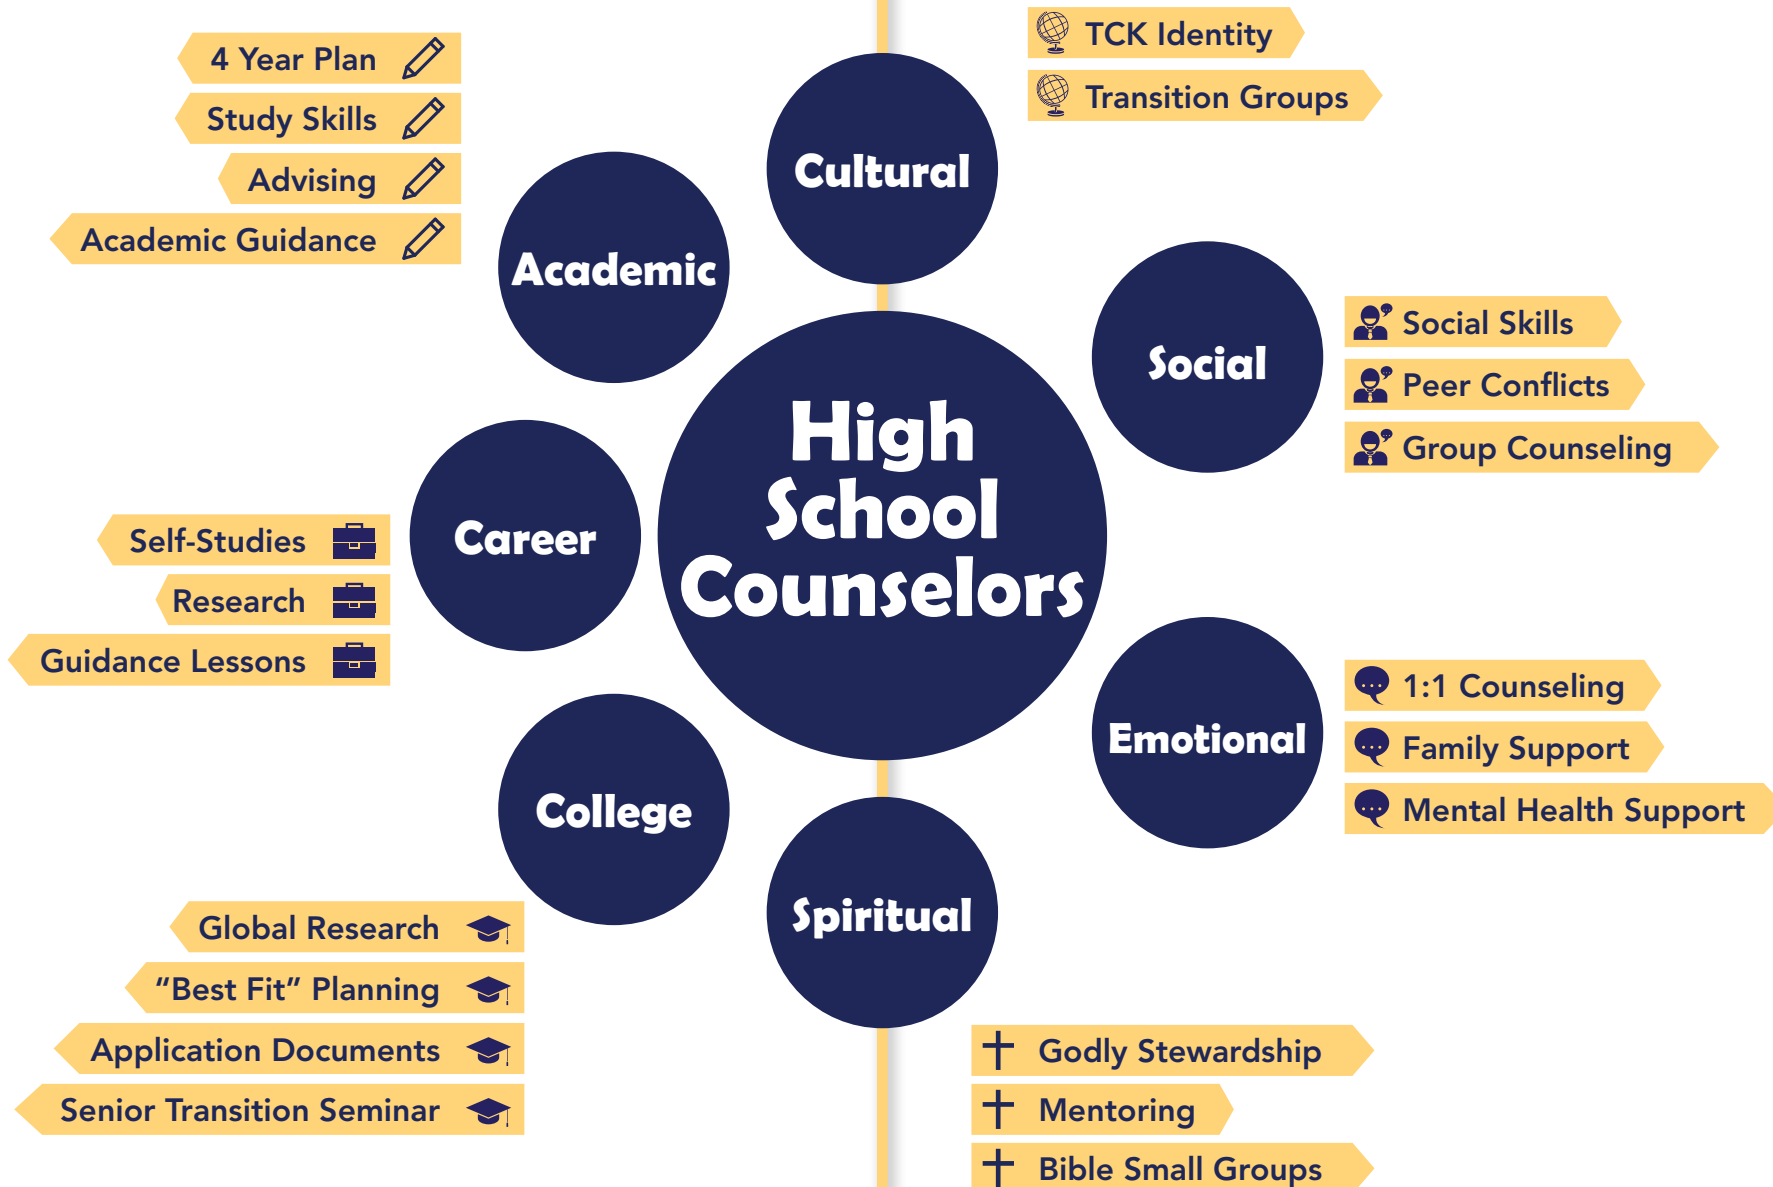 4 Year Plan
Study Skills
Advising
Academic Guidance
Academic
Cultural
TCK Identity
Transition Groups
Social
Social Skills
Peer Conflicts
Group Counseling
High
School
Counselors
Career
Self-Studies
Research
Guidance Lessons
Emotional
1:1 Counseling
Family Support
Mental Health Support
College
Global Research
“Best Fit” Planning
Application Documents
Senior Transition Seminar
Spiritual
Godly Stewardship
Mentoring
Bible Small Groups